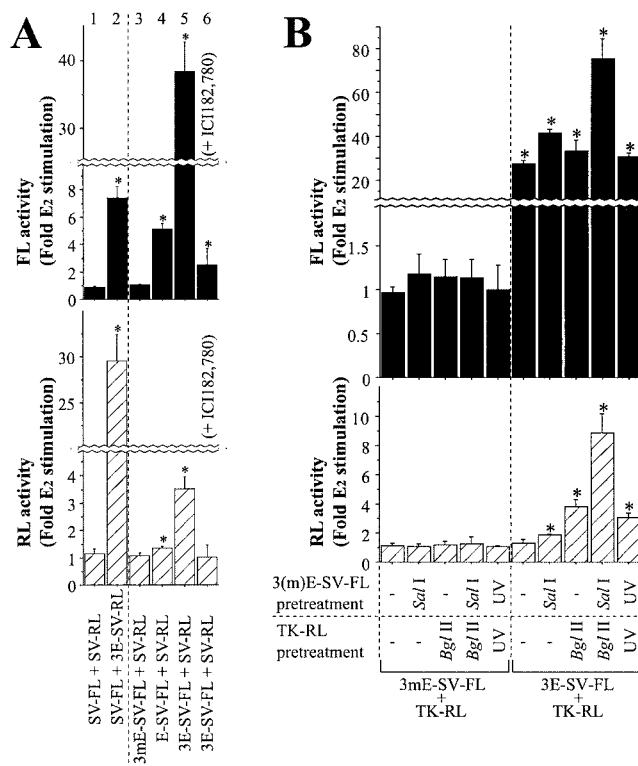 A
1 2 3 4 5 6
FL activity
(Fold E2 stimulation)
40
30
8
6
4
2
0
(+ ICI182,780)
* * * *
RL activity
(Fold E2 stimulation)
30
25
4
3
2
1
0
(+ ICI182,780)
* * *
SV-FL + SV-RL
SV-FL + 3E-SV-RL
3mE-SV-FL + SV-RL
E-SV-FL + SV-RL
3E-SV-FL + SV-RL
3E-SV-FL + SV-RL
B
FL activity
(Fold E2 stimulation)
80
60
40
20
1.5
1
0.5
0
* * * * *
RL activity
(Fold E2 stimulation)
10
8
6
4
2
0
* * * *
3(m)E-SV-FL
pretreatment
- Sal I - Sal I UV - Sal I - Sal I UV
TK-RL
pretreatment
- - Bgl II Bgl II UV - - Bgl II Bgl II UV
3mE-SV-FL
+
TK-RL
3E-SV-FL
+
TK-RL